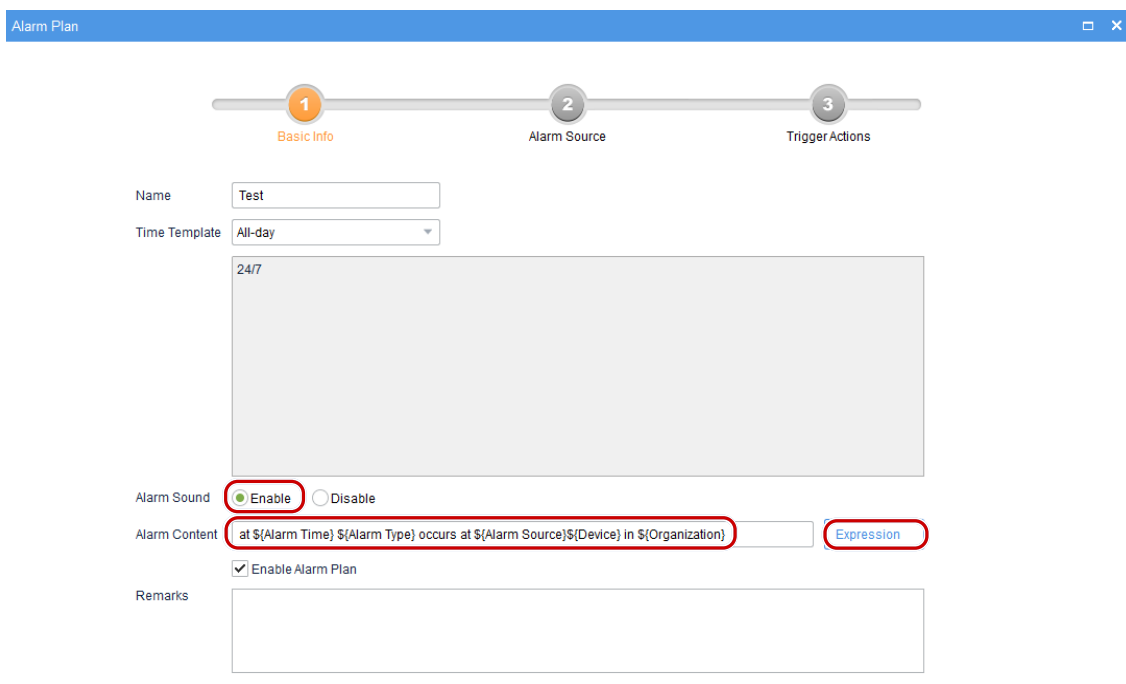 Alarm Plan
1 2 3
Basic Info Alarm Source Trigger Actions
Name Test
Time Template All-day
24/7
Alarm Sound Enable Disable
Alarm Content at ${Alarm Time} ${Alarm Type} occurs at ${Alarm Source}${Device} in ${Organization} Expression
Enable Alarm Plan
Remarks